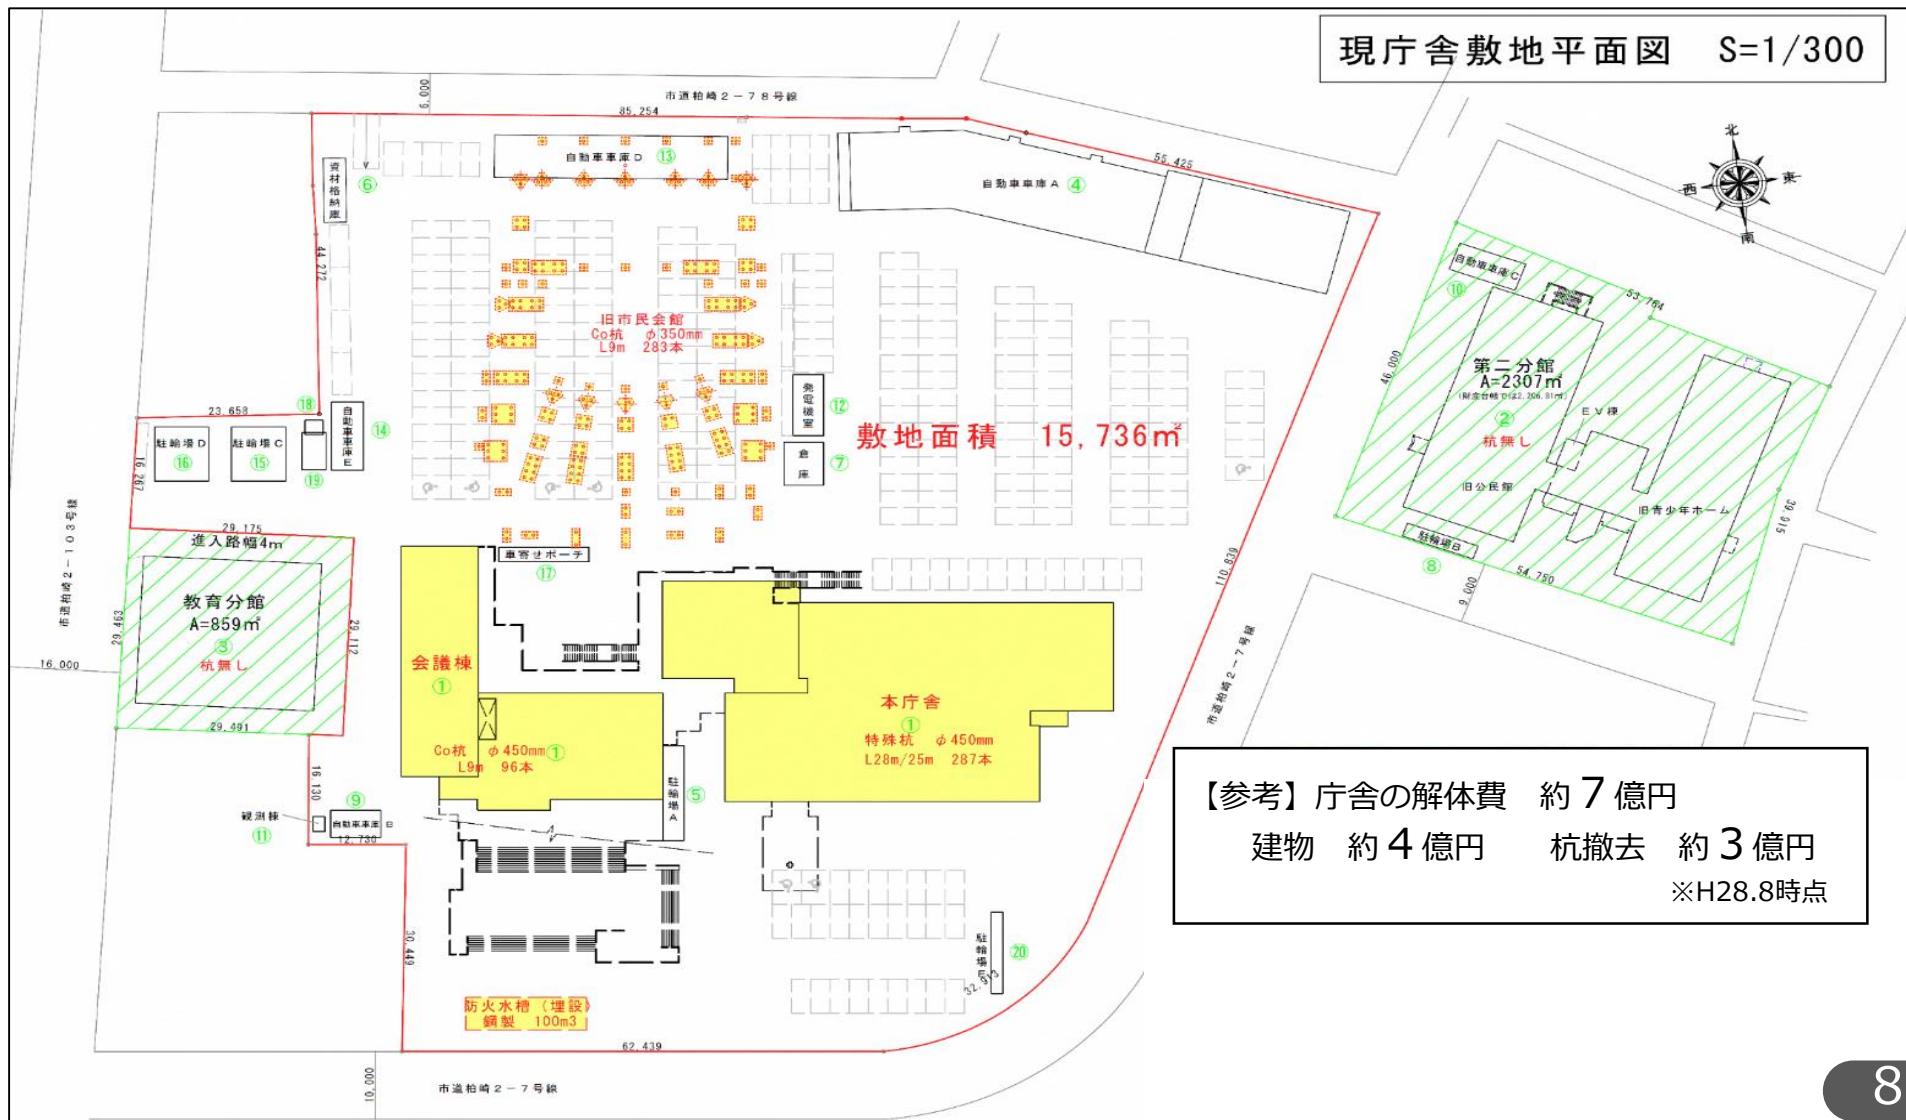 現庁舎敷地平面図 S=1/300
市道柏崎2-78号線
6,000
85,254
55,425
北
西
東
南
資材格納庫
⑥
自動車車庫D ⑬
自動車車庫A ④
44,272
旧市民会館
Co杭 φ350mm
L9m 283本
自動車車庫C
⑩
53,764
46,000
第二分館
A=2307㎡
②
杭無し
EV棟
旧公民館
旧青少年ホーム
39,915
駐輪場B
⑧
54,750
9,000
23,658
⑱
自動車車庫E
⑭
駐輪場D
⑯
駐輪場C
⑮
⑲
16,267
発電機室
⑫
倉庫
⑦
敷地面積 15,736㎡
市道柏崎2-103号線
29,175
進入路幅4m
車寄せポーチ
⑰
110,839
教育分館
A=859㎡
③
杭無し
29,463
29,112
16,000
29,491
会議棟
①
Co杭 φ450mm ①
L9m 96本
本庁舎
①
特殊杭 φ450mm
L28m/25m 287本
市道柏崎2-7号線
駐輪場A
⑤
16,130
⑨
観測棟
⑪
自動車車庫B
12,730
30,449
【参考】庁舎の解体費 約7億円
建物 約4億円 杭撤去 約3億円
※H28.8時点
駐輪場E
⑳
32,913
防火水槽(埋設)
鋼製 100m3
62,439
10,000
市道柏崎2-7号線
8